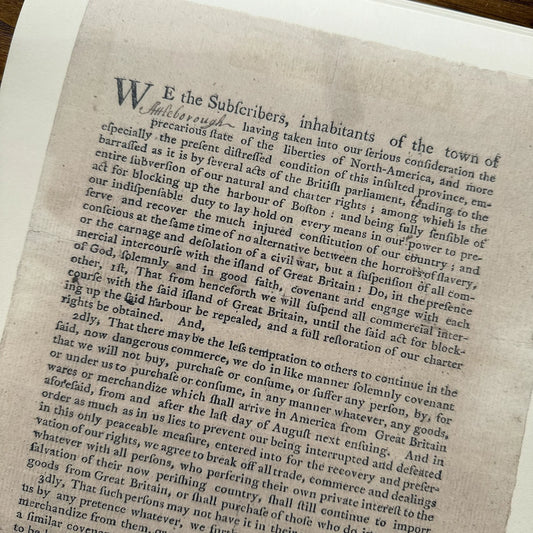 WE the Subſcribers, inhabitants of the town of
Attleborough having taken into our ſerious conſideration the
precarious ſtate of the liberties of North-America, and more
eſpecially the preſent diſtreſſed condition of this inſulted province, em-
barraſſed as it is by ſeveral acts of the Britiſh parliament, tending to the
entire ſubverſion of our natural and charter rights; among which is the
act for blocking up the harbour of Boſton: and being fully ſenſible of
our indiſpenſable duty to lay hold on every means in our power to pre-
ſerve and recover the much injured conſtitution of our country; and
conſcious at the ſame time of no alternative between the horrors of ſlavery,
or the carnage and deſolation of a civil war, but a ſuſpenſion of all com-
mercial intercourſe with the iſland of Great Britain: Do, in the preſence
of God, ſolemnly and in good faith, covenant and engage with each
other, 1ſt, That from henceforth we will ſuſpend all commercial inter-
courſe with the ſaid iſland of Great Britain, until the ſaid act for block-
ing up the ſaid harbour be repealed, and a full reſtoration of our charter
rights be obtained. And,
2dly, That there may be the leſs temptation to others to continue in the
ſaid, now dangerous commerce, we do in like manner ſolemnly covenant
that we will not buy, purchaſe or conſume, or ſuffer any perſon, by, for
or under us to purchaſe or conſume, in any manner whatever, any goods,
wares or merchandize which ſhall arrive in America from Great Britain
aforeſaid, from and after the laſt day of Auguſt next enſuing. And in
order as much as in us lies to prevent our being interrupted and defeated
in this only peaceable meaſure, entered into for the recovery and preſer-
vation of our rights, we agree to break off all trade, commerce and dealings
whatever with all perſons, who preferring their own private intereſt to the
ſalvation of their now periſhing country, ſhall ſtill continue to import
goods from Great Britain, or ſhall purchaſe of thoſe who do
3dly, That ſuch perſons may not have it in their
us by any pretence whatever, we
merchandize from them,
a ſimilar
to be